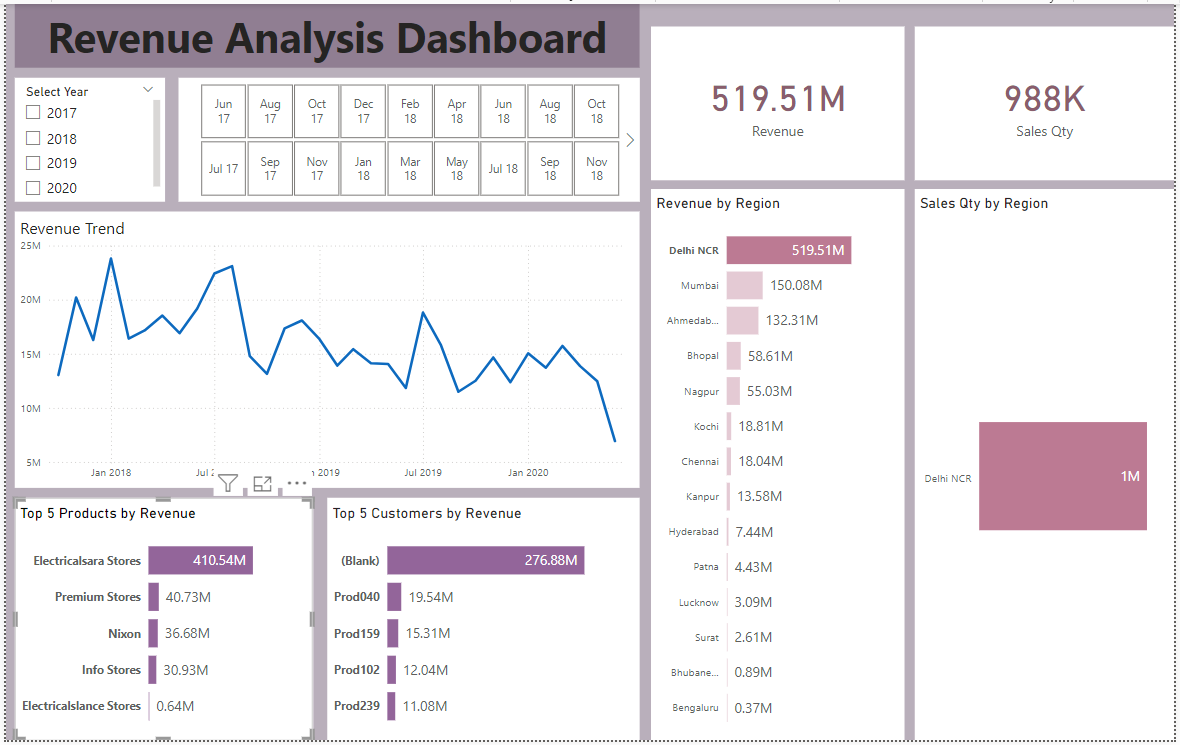 Revenue Analysis Dashboard
Select Year
2017
2018
2019
2020
Jun 17
Aug 17
Oct 17
Dec 17
Feb 18
Apr 18
Jun 18
Aug 18
Oct 18
Jul 17
Sep 17
Nov 17
Jan 18
Mar 18
May 18
Jul 18
Sep 18
Nov 18
519.51M
Revenue
988K
Sales Qty
Revenue Trend
25M
20M
15M
10M
5M
Jan 2018
Jul 2
2019
Jul 2019
Jan 2020
Top 5 Products by Revenue
Electricalsara Stores 410.54M
Premium Stores 40.73M
Nixon 36.68M
Info Stores 30.93M
Electricalslance Stores 0.64M
Top 5 Customers by Revenue
(Blank) 276.88M
Prod040 19.54M
Prod159 15.31M
Prod102 12.04M
Prod239 11.08M
Revenue by Region
Delhi NCR 519.51M
Mumbai 150.08M
Ahmedab... 132.31M
Bhopal 58.61M
Nagpur 55.03M
Kochi 18.81M
Chennai 18.04M
Kanpur 13.58M
Hyderabad 7.44M
Patna 4.43M
Lucknow 3.09M
Surat 2.61M
Bhubane... 0.89M
Bengaluru 0.37M
Sales Qty by Region
Delhi NCR 1M